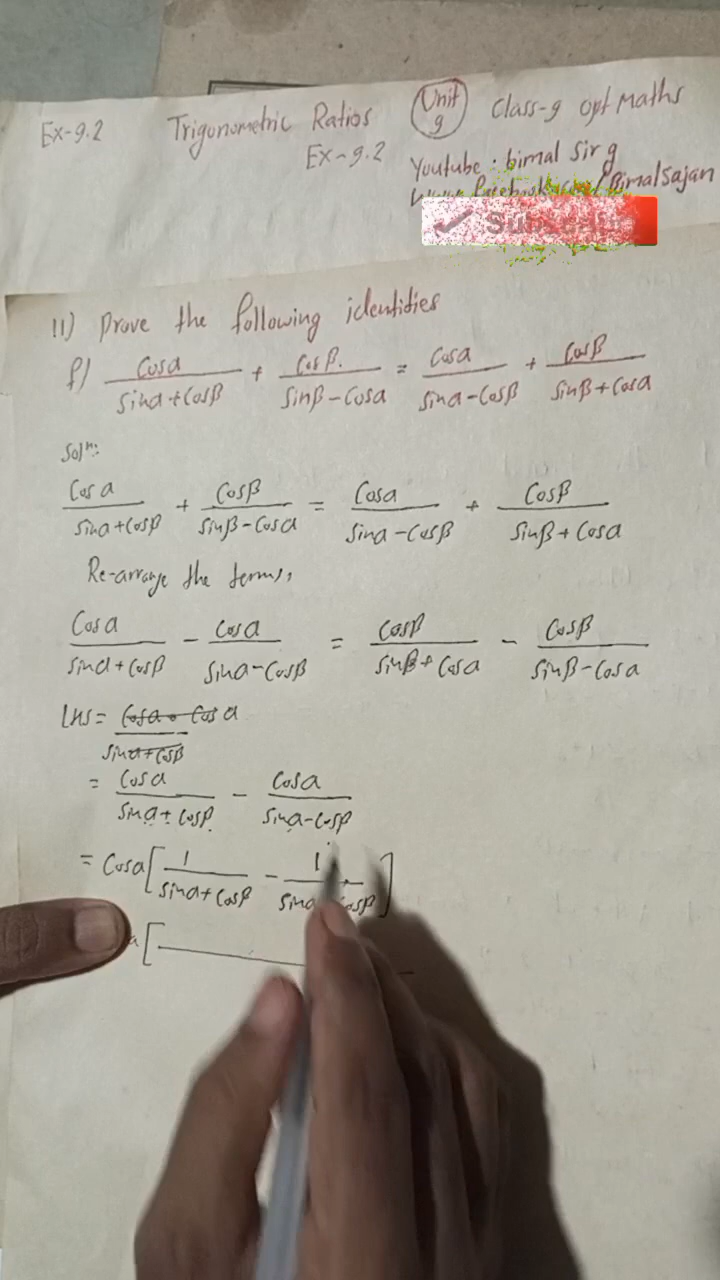 Ex-9.2 Trigonometric Ratios Unit 9 Class-9 opt Maths
Ex-9.2
Youtube: bimal sir g
/BimalSajan
11) Prove the following identities
f) Cosα/(Sinα+Cosβ) + Cosβ/(Sinβ-Cosα) = Cosα/(Sinα-Cosβ) + Cosβ/(Sinβ+Cosα)
Solⁿ:
Cosα/(Sinα+Cosβ) + Cosβ/(Sinβ-Cosα) = Cosα/(Sinα-Cosβ) + Cosβ/(Sinβ+Cosα)
Re-arrange the terms,
Cosα/(Sinα+Cosβ) - Cosα/(Sinα-Cosβ) = Cosβ/(Sinβ+Cosα) - Cosβ/(Sinβ-Cosα)
LHS =
= Cosα/(Sinα+Cosβ) - Cosα/(Sinα-Cosβ)
= Cosα[1/(Sinα+Cosβ) - 1/(Sinα-Cosβ)]